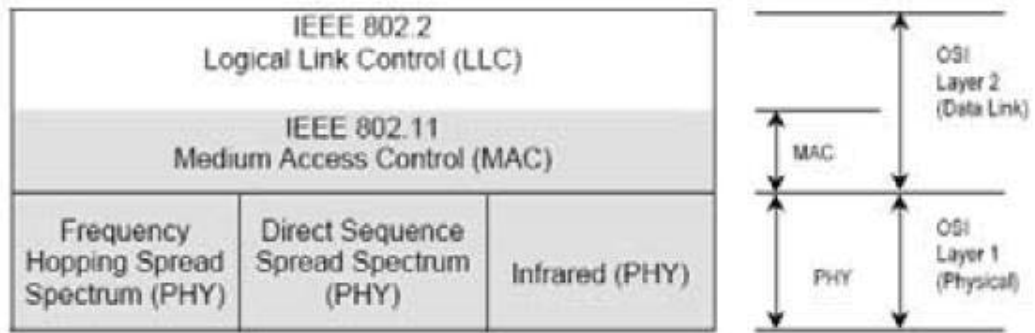 IEEE 802.2
Logical Link Control (LLC)
IEEE 802.11
Medium Access Control (MAC)
Frequency
Hopping Spread
Spectrum (PHY)
Direct Sequence
Spread Spectrum
(PHY)
Infrared (PHY)
OSI
Layer 2
(Data Link)
MAC
OSI
Layer 1
(Physical)
PHY